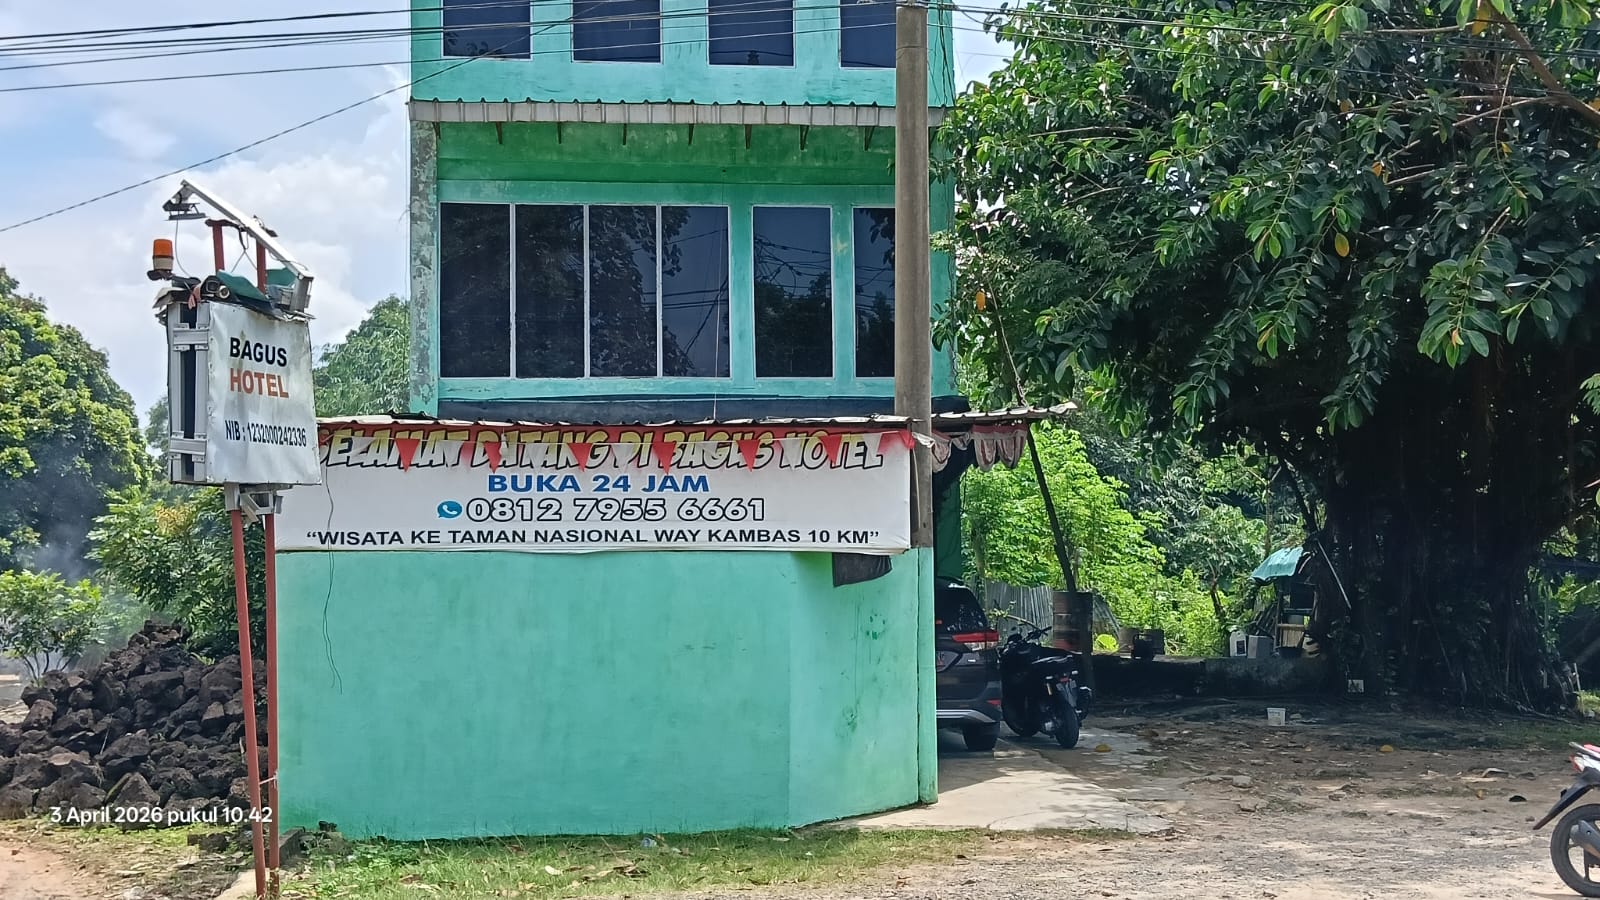 BAGUS
HOTEL
NIB : 1232000242336
SELAMAT DATANG DI BAGUS HOTEL
BUKA 24 JAM
0812 7955 6661
“WISATA KE TAMAN NASIONAL WAY KAMBAS 10 KM”
3 April 2026 pukul 10.42